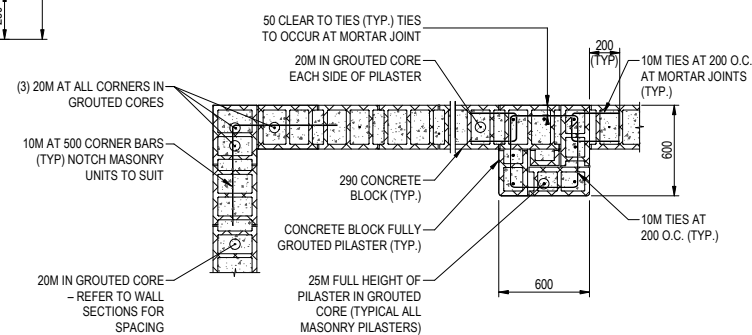 50 CLEAR TO TIES (TYP.) TIES
TO OCCUR AT MORTAR JOINT
20M IN GROUTED CORE
EACH SIDE OF PILASTER
200
(TYP)
10M TIES AT 200 O.C.
AT MORTAR JOINTS
(TYP.)
(3) 20M AT ALL CORNERS IN
GROUTED CORES
10M AT 500 CORNER BARS
(TYP) NOTCH MASONRY
UNITS TO SUIT
600
290 CONCRETE
BLOCK (TYP.)
CONCRETE BLOCK FULLY
GROUTED PILASTER (TYP.)
10M TIES AT
200 O.C. (TYP.)
20M IN GROUTED CORE
– REFER TO WALL
SECTIONS FOR
SPACING
25M FULL HEIGHT OF
PILASTER IN GROUTED
CORE (TYPICAL ALL
MASONRY PILASTERS)
600